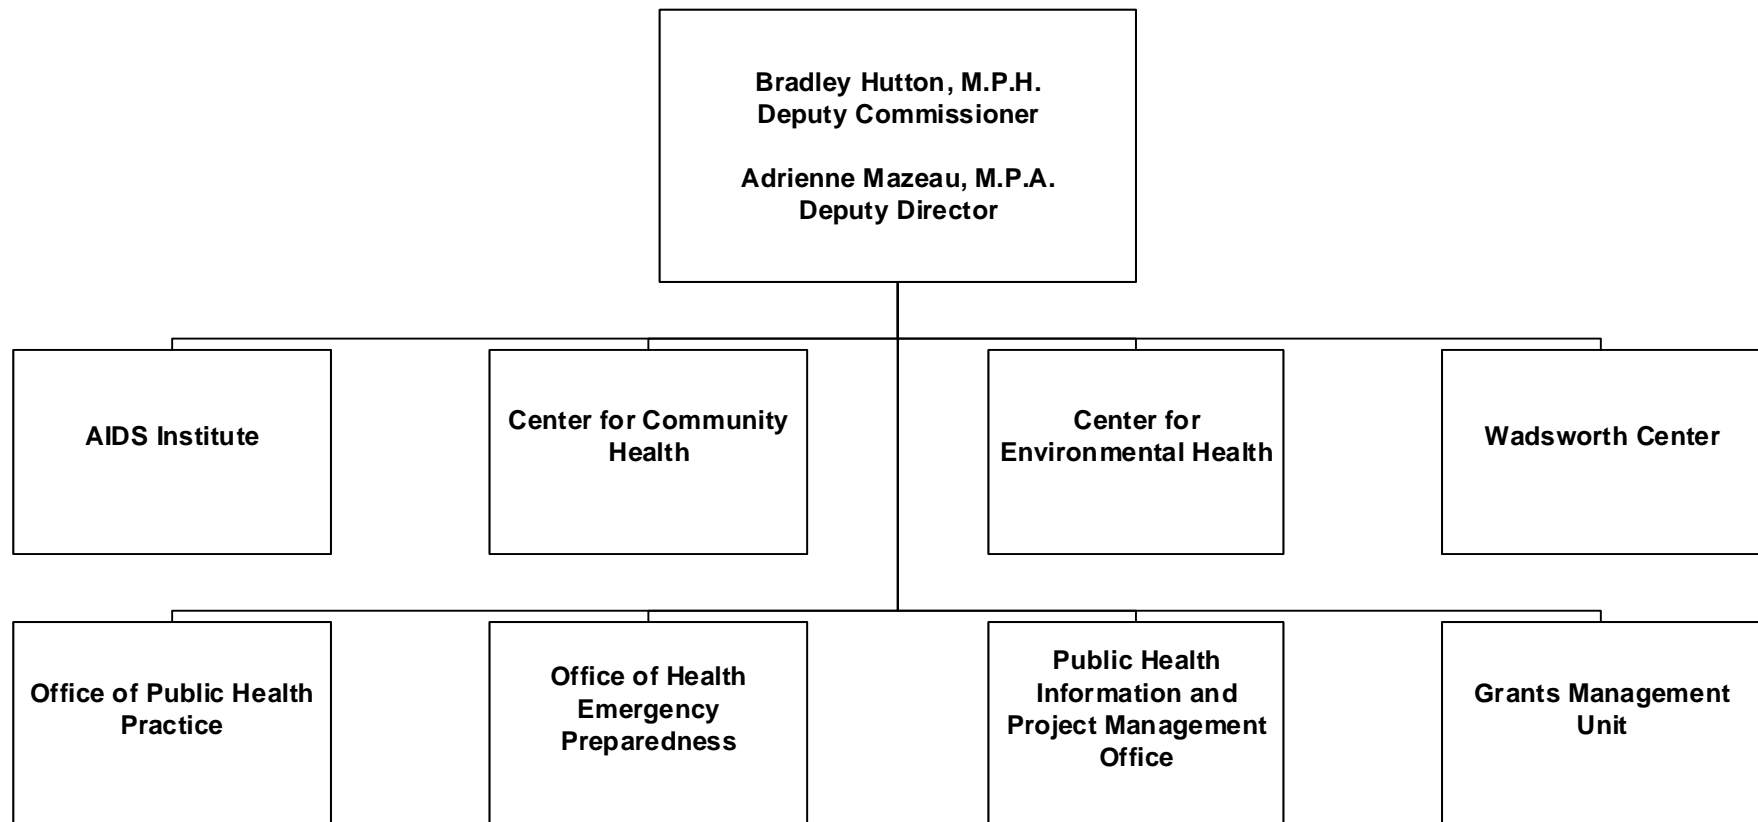 Bradley Hutton, M.P.H.
Deputy Commissioner
Adrienne Mazeau, M.P.A.
Deputy Director
AIDS Institute
Center for Community
Health
Center for
Environmental Health
Wadsworth Center
Office of Public Health
Practice
Office of Health
Emergency
Preparedness
Public Health
Information and
Project Management
Office
Grants Management
Unit